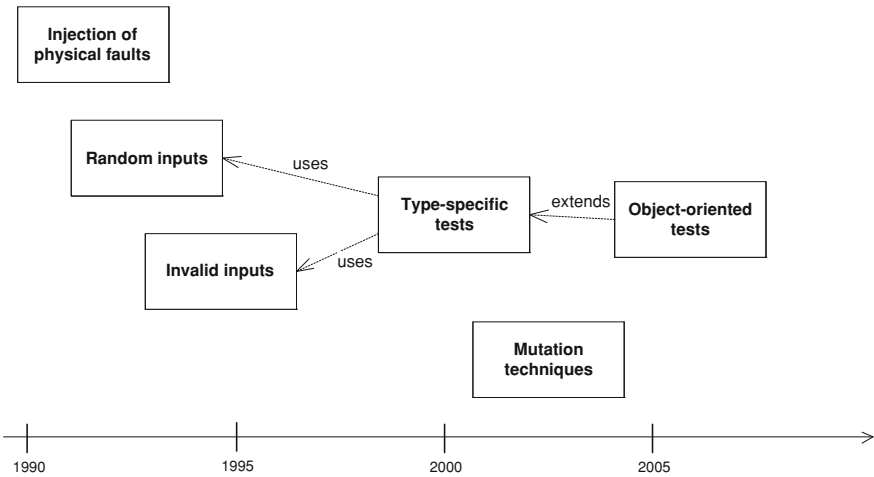 Injection of
physical faults
Random inputs
uses
Type-specific
tests
extends
Object-oriented
tests
Invalid inputs
uses
Mutation
techniques
1990
1995
2000
2005